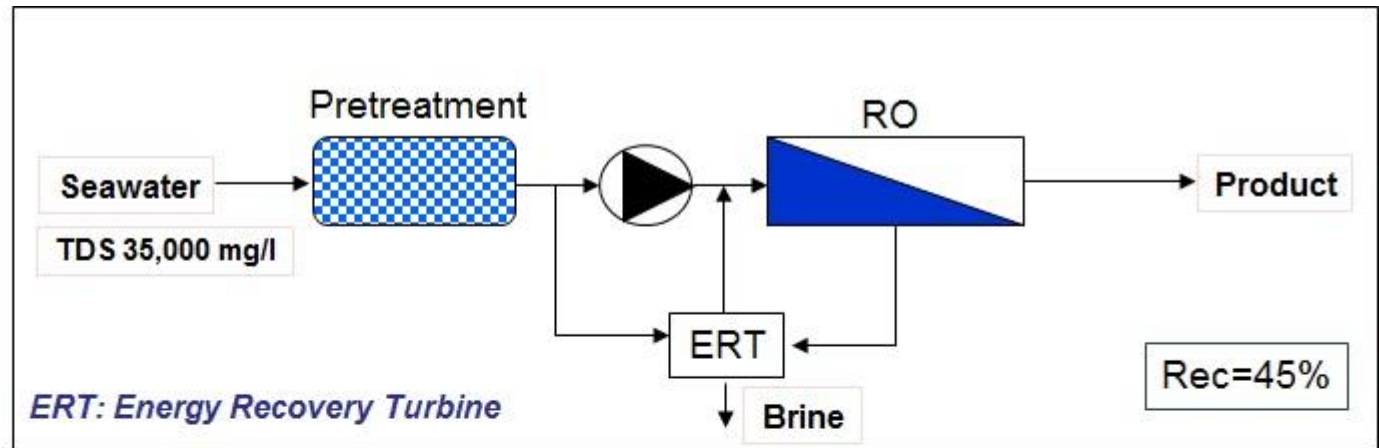 Pretreatment
RO
Seawater
Product
TDS 35,000 mg/l
ERT
Rec=45%
ERT: Energy Recovery Turbine
Brine